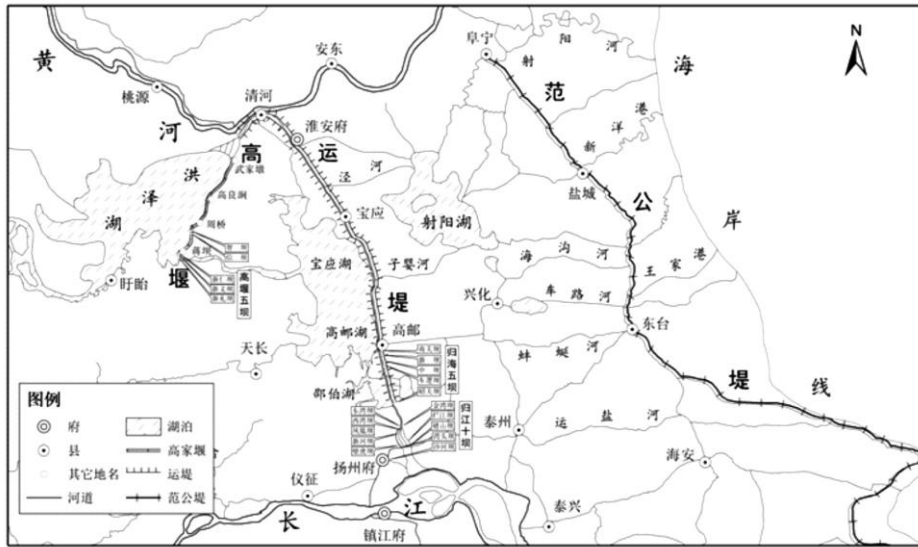 黄河
桃源
安东
清河
淮安府
洪泽湖
高堰
武家墩
高良涧
周桥
蒋坝
智坝
信坝
高堰五坝
盱眙
天长
运堤
泾河
宝应
宝应湖
子婴河
高邮湖
高邮
邵伯湖
归海五坝
归江十坝
扬州府
仪征
长江
镇江府
阜宁
射阳河
范公堤
新洋港
盐城
射阳湖
海沟河
兴化
车路河
王家港
东台
蚌蜒河
泰州
运盐河
海安
泰兴
海岸线
N
图例
府
县
其它地名
河道
湖泊
高家堰
运堤
范公堤